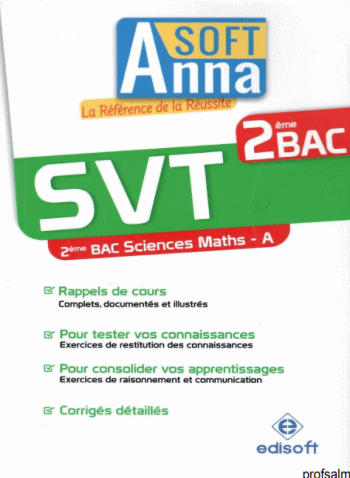 SOFT
Anna
La Référence de la Réussite
2ème BAC
SVT
2ème BAC Sciences Maths - A
Rappels de cours
Complets, documentés et illustrés
Pour tester vos connaissances
Exercices de restitution des connaissances
Pour consolider vos apprentissages
Exercices de raisonnement et communication
Corrigés détaillés
edisoft
profsalm